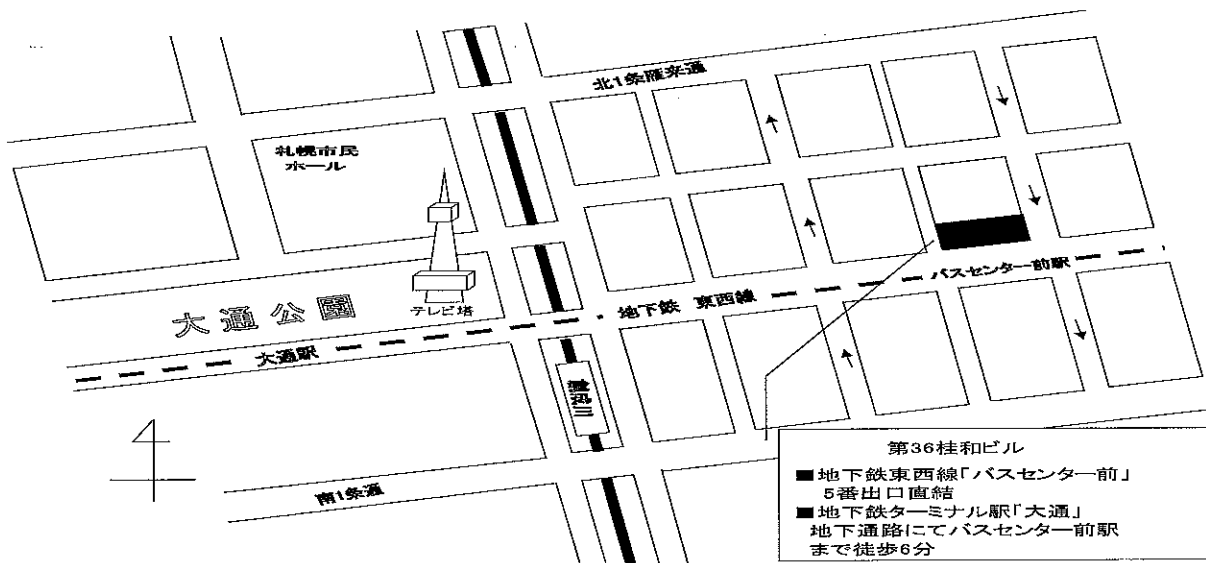 北1条雁来通
札幌市民
ホール
大通公園
テレビ塔
地下鉄 東西線
バスセンター前駅
大通駅
創成川
南1条通
第36桂和ビル
■地下鉄東西線「バスセンター前」
5番出口直結
■地下鉄ターミナル駅「大通」
地下通路にてバスセンター前駅
まで徒歩6分